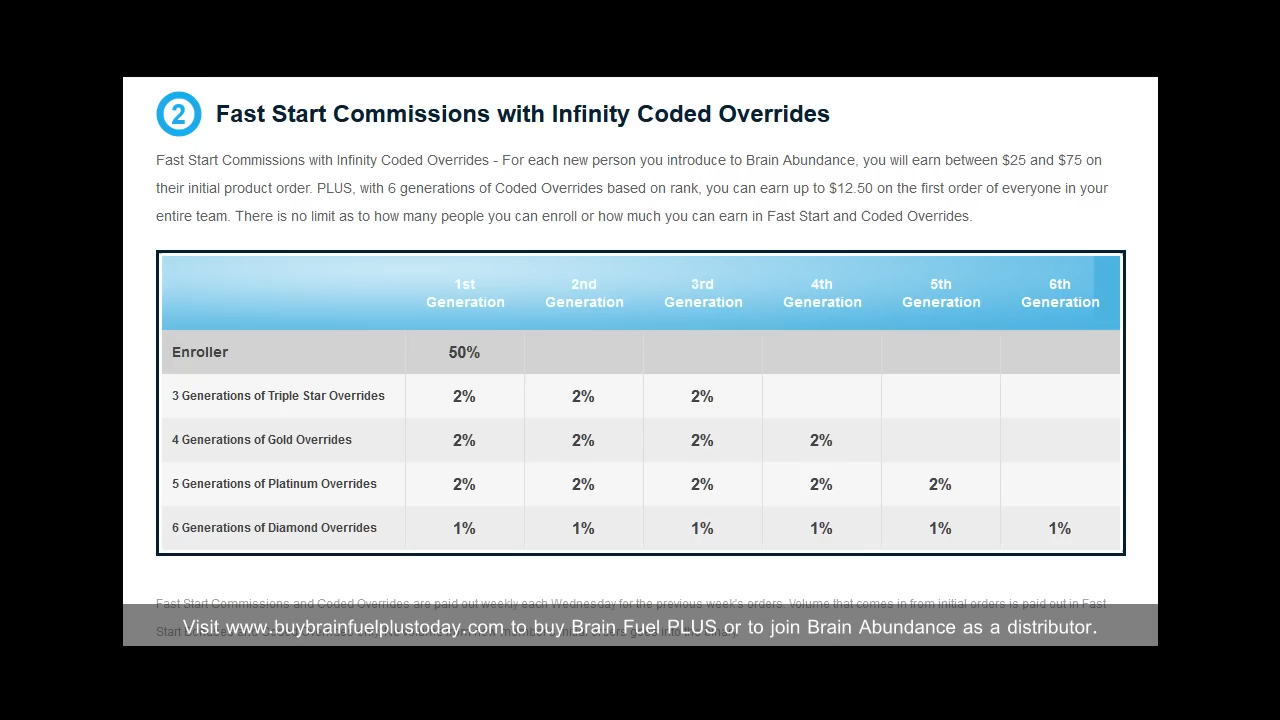 2 Fast Start Commissions with Infinity Coded Overrides
Fast Start Commissions with Infinity Coded Overrides - For each new person you introduce to Brain Abundance, you will earn between $25 and $75 on
their initial product order. PLUS, with 6 generations of Coded Overrides based on rank, you can earn up to $12.50 on the first order of everyone in your
entire team. There is no limit as to how many people you can enroll or how much you can earn in Fast Start and Coded Overrides.
1st Generation 2nd Generation 3rd Generation 4th Generation 5th Generation 6th Generation
Enroller 50%
3 Generations of Triple Star Overrides 2% 2% 2%
4 Generations of Gold Overrides 2% 2% 2% 2%
5 Generations of Platinum Overrides 2% 2% 2% 2% 2%
6 Generations of Diamond Overrides 1% 1% 1% 1% 1% 1%
Fast Start Commissions and Coded Overrides are paid out weekly each Wednesday for the previous week's orders. Volume that comes in from initial orders is paid out in Fast
Visit www.buybrainfuelplustoday.com to buy Brain Fuel PLUS or to join Brain Abundance as a distributor.